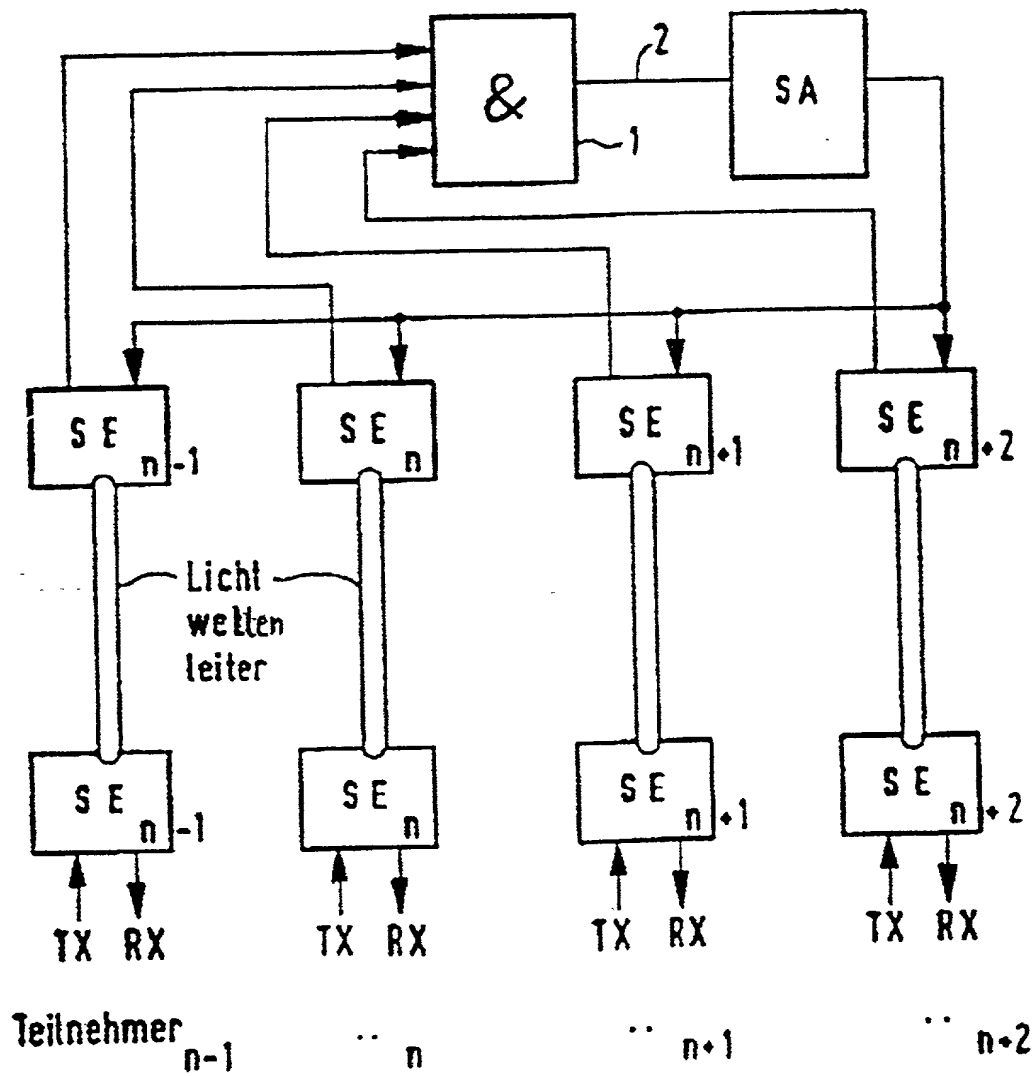 2
& SA
1
S E n-1 S E n S E n+1 S E n+2
Licht
wellen
leiter
S E n-1 S E n S E n+1 S E n+2
TX RX TX RX TX RX TX RX
Teilnehmer n-1 .. n .. n+1 .. n+2